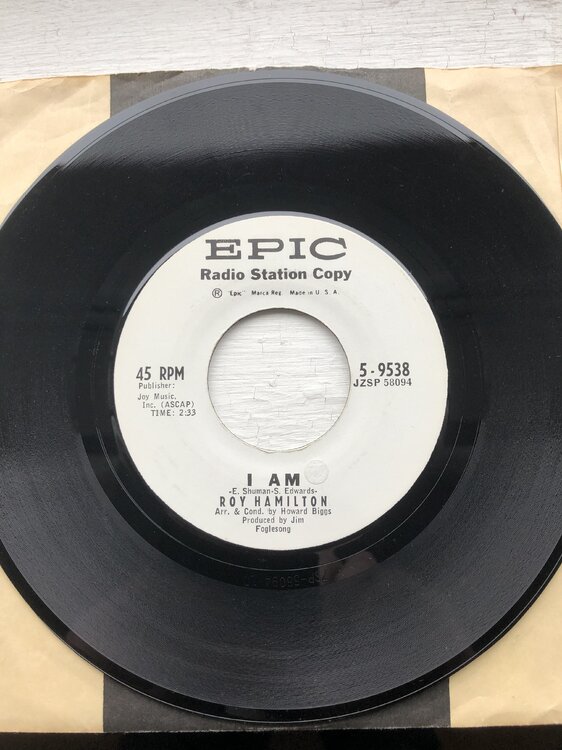 EPIC
Radio Station Copy
® "Epic" Marca Reg. Made in U. S. A.
45 RPM
Publisher:
Joy Music,
Inc. (ASCAP)
TIME: 2:33
5-9538
JZSP 58094
I AM
-E. Shuman-S. Edwards-
ROY HAMILTON
Arr. & Cond. by Howard Biggs
Produced by Jim
Foglesong